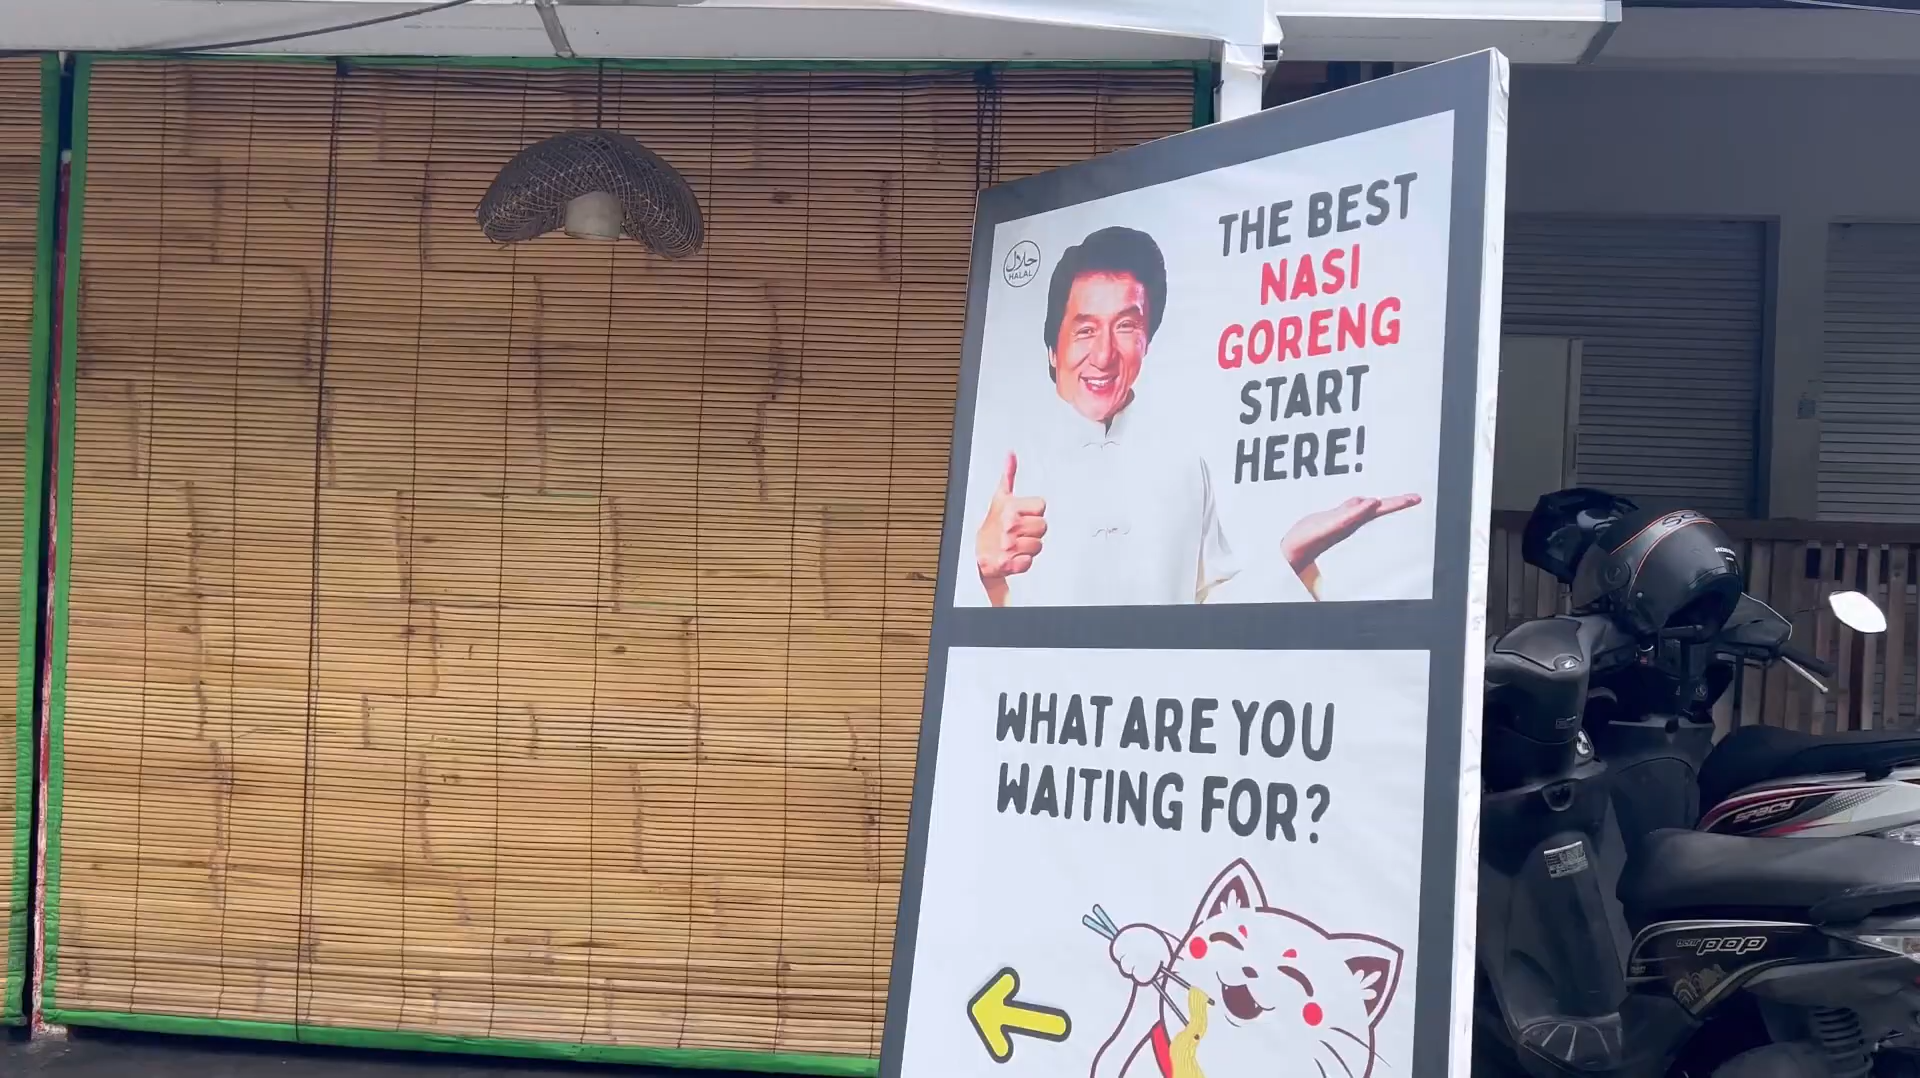 حلال
HALAL
THE BEST
NASI
GORENG
START
HERE!
WHAT ARE YOU
WAITING FOR?
SPACY
pop